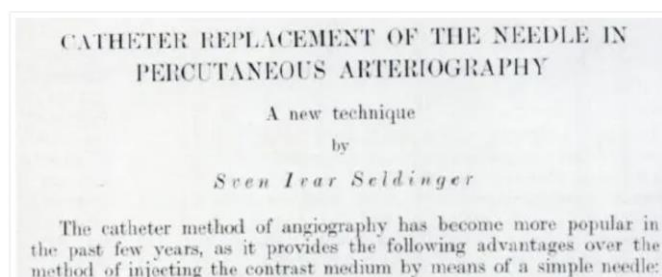 CATHETER REPLACEMENT OF THE NEEDLE IN
PERCUTANEOUS ARTERIOGRAPHY
A new technique
by
Sven Ivar Seldinger
The catheter method of angiography has become more popular in
the past few years, as it provides the following advantages over the
method of injecting the contrast medium by means of a simple needle: